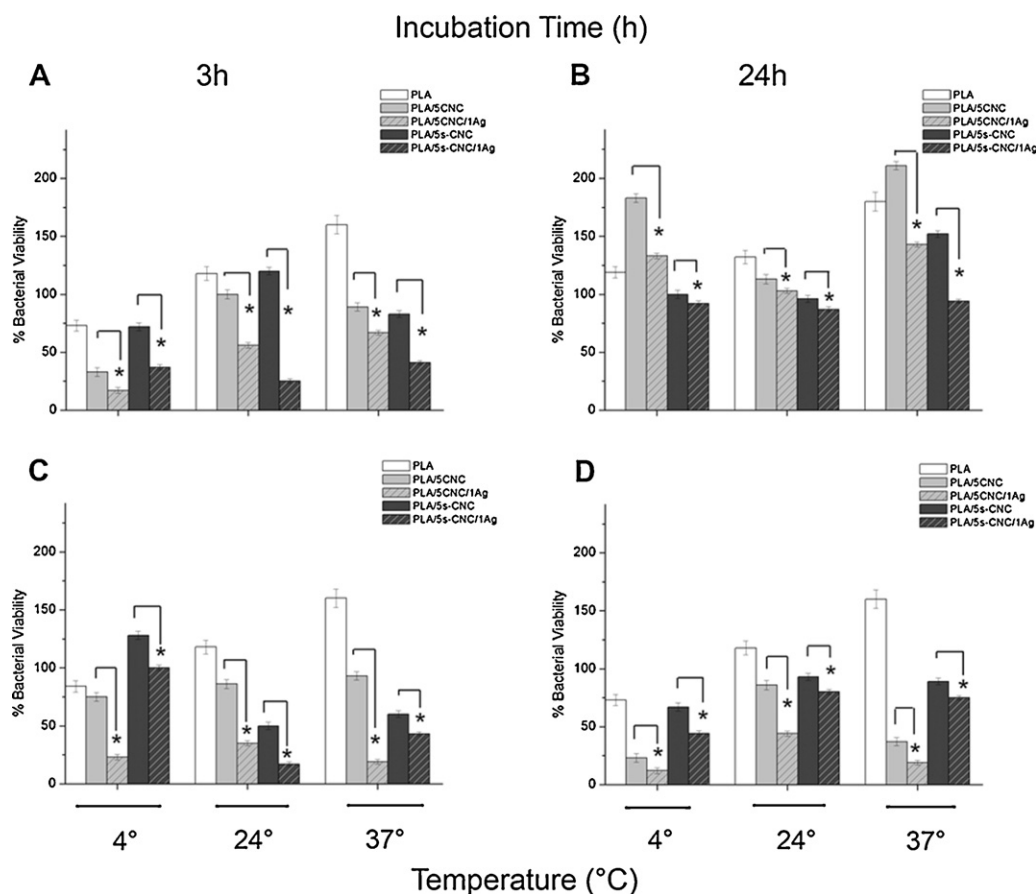 Incubation Time (h)
A
3h
PLA
PLA/5CNC
PLA/5CNC/1Ag
PLA/5s-CNC
PLA/5s-CNC/1Ag
% Bacterial Viability
200
150
100
50
0
*
*
*
*
*
*
B
24h
PLA
PLA/5CNC
PLA/5CNC/1Ag
PLA/5s-CNC
PLA/5s-CNC/1Ag
% Bacterial Viability
200
150
100
50
0
*
*
*
*
*
*
C
PLA
PLA/5CNC
PLA/5CNC/1Ag
PLA/5s-CNC
PLA/5s-CNC/1Ag
% Bacterial Viability
200
150
100
50
0
*
*
*
*
*
*
4° 24° 37°
D
PLA
PLA/5CNC
PLA/5CNC/1Ag
PLA/5s-CNC
PLA/5s-CNC/1Ag
% Bacterial Viability
200
150
100
50
0
*
*
*
*
*
*
4° 24° 37°
Temperature (°C)